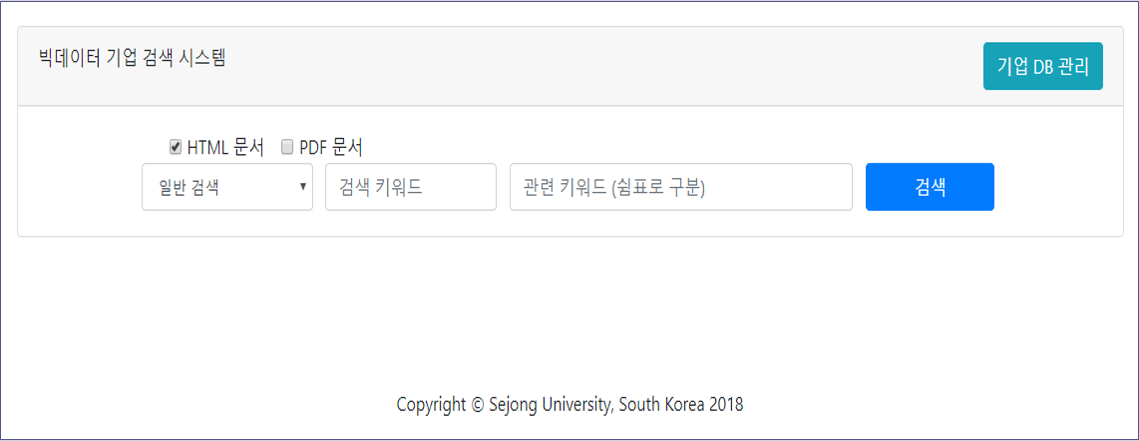 빅데이터 기업 검색 시스템
기업 DB 관리
HTML 문서 PDF 문서
일반 검색 검색 키워드 관련 키워드 (쉼표로 구분) 검색
Copyright © Sejong University, South Korea 2018